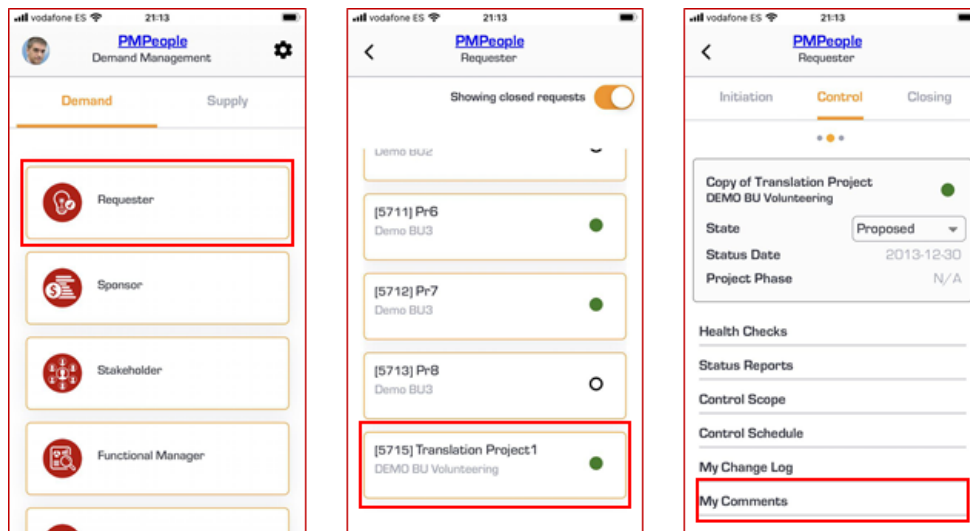 vodafone ES
21:13
PMPeople
Demand Management
Demand
Supply
Requester
Sponsor
Stakeholder
Functional Manager
vodafone ES
21:13
PMPeople
Requester
Showing closed requests
Demo BU2
[5711] Pr6
Demo BU3
[5712] Pr7
Demo BU3
[5713] Pr8
Demo BU3
[5715] Translation Project1
DEMO BU Volunteering
vodafone ES
21:13
PMPeople
Requester
Initiation
Control
Closing
Copy of Translation Project
DEMO BU Volunteering
State
Proposed
Status Date
2013-12-30
Project Phase
N/A
Health Checks
Status Reports
Control Scope
Control Schedule
My Change Log
My Comments